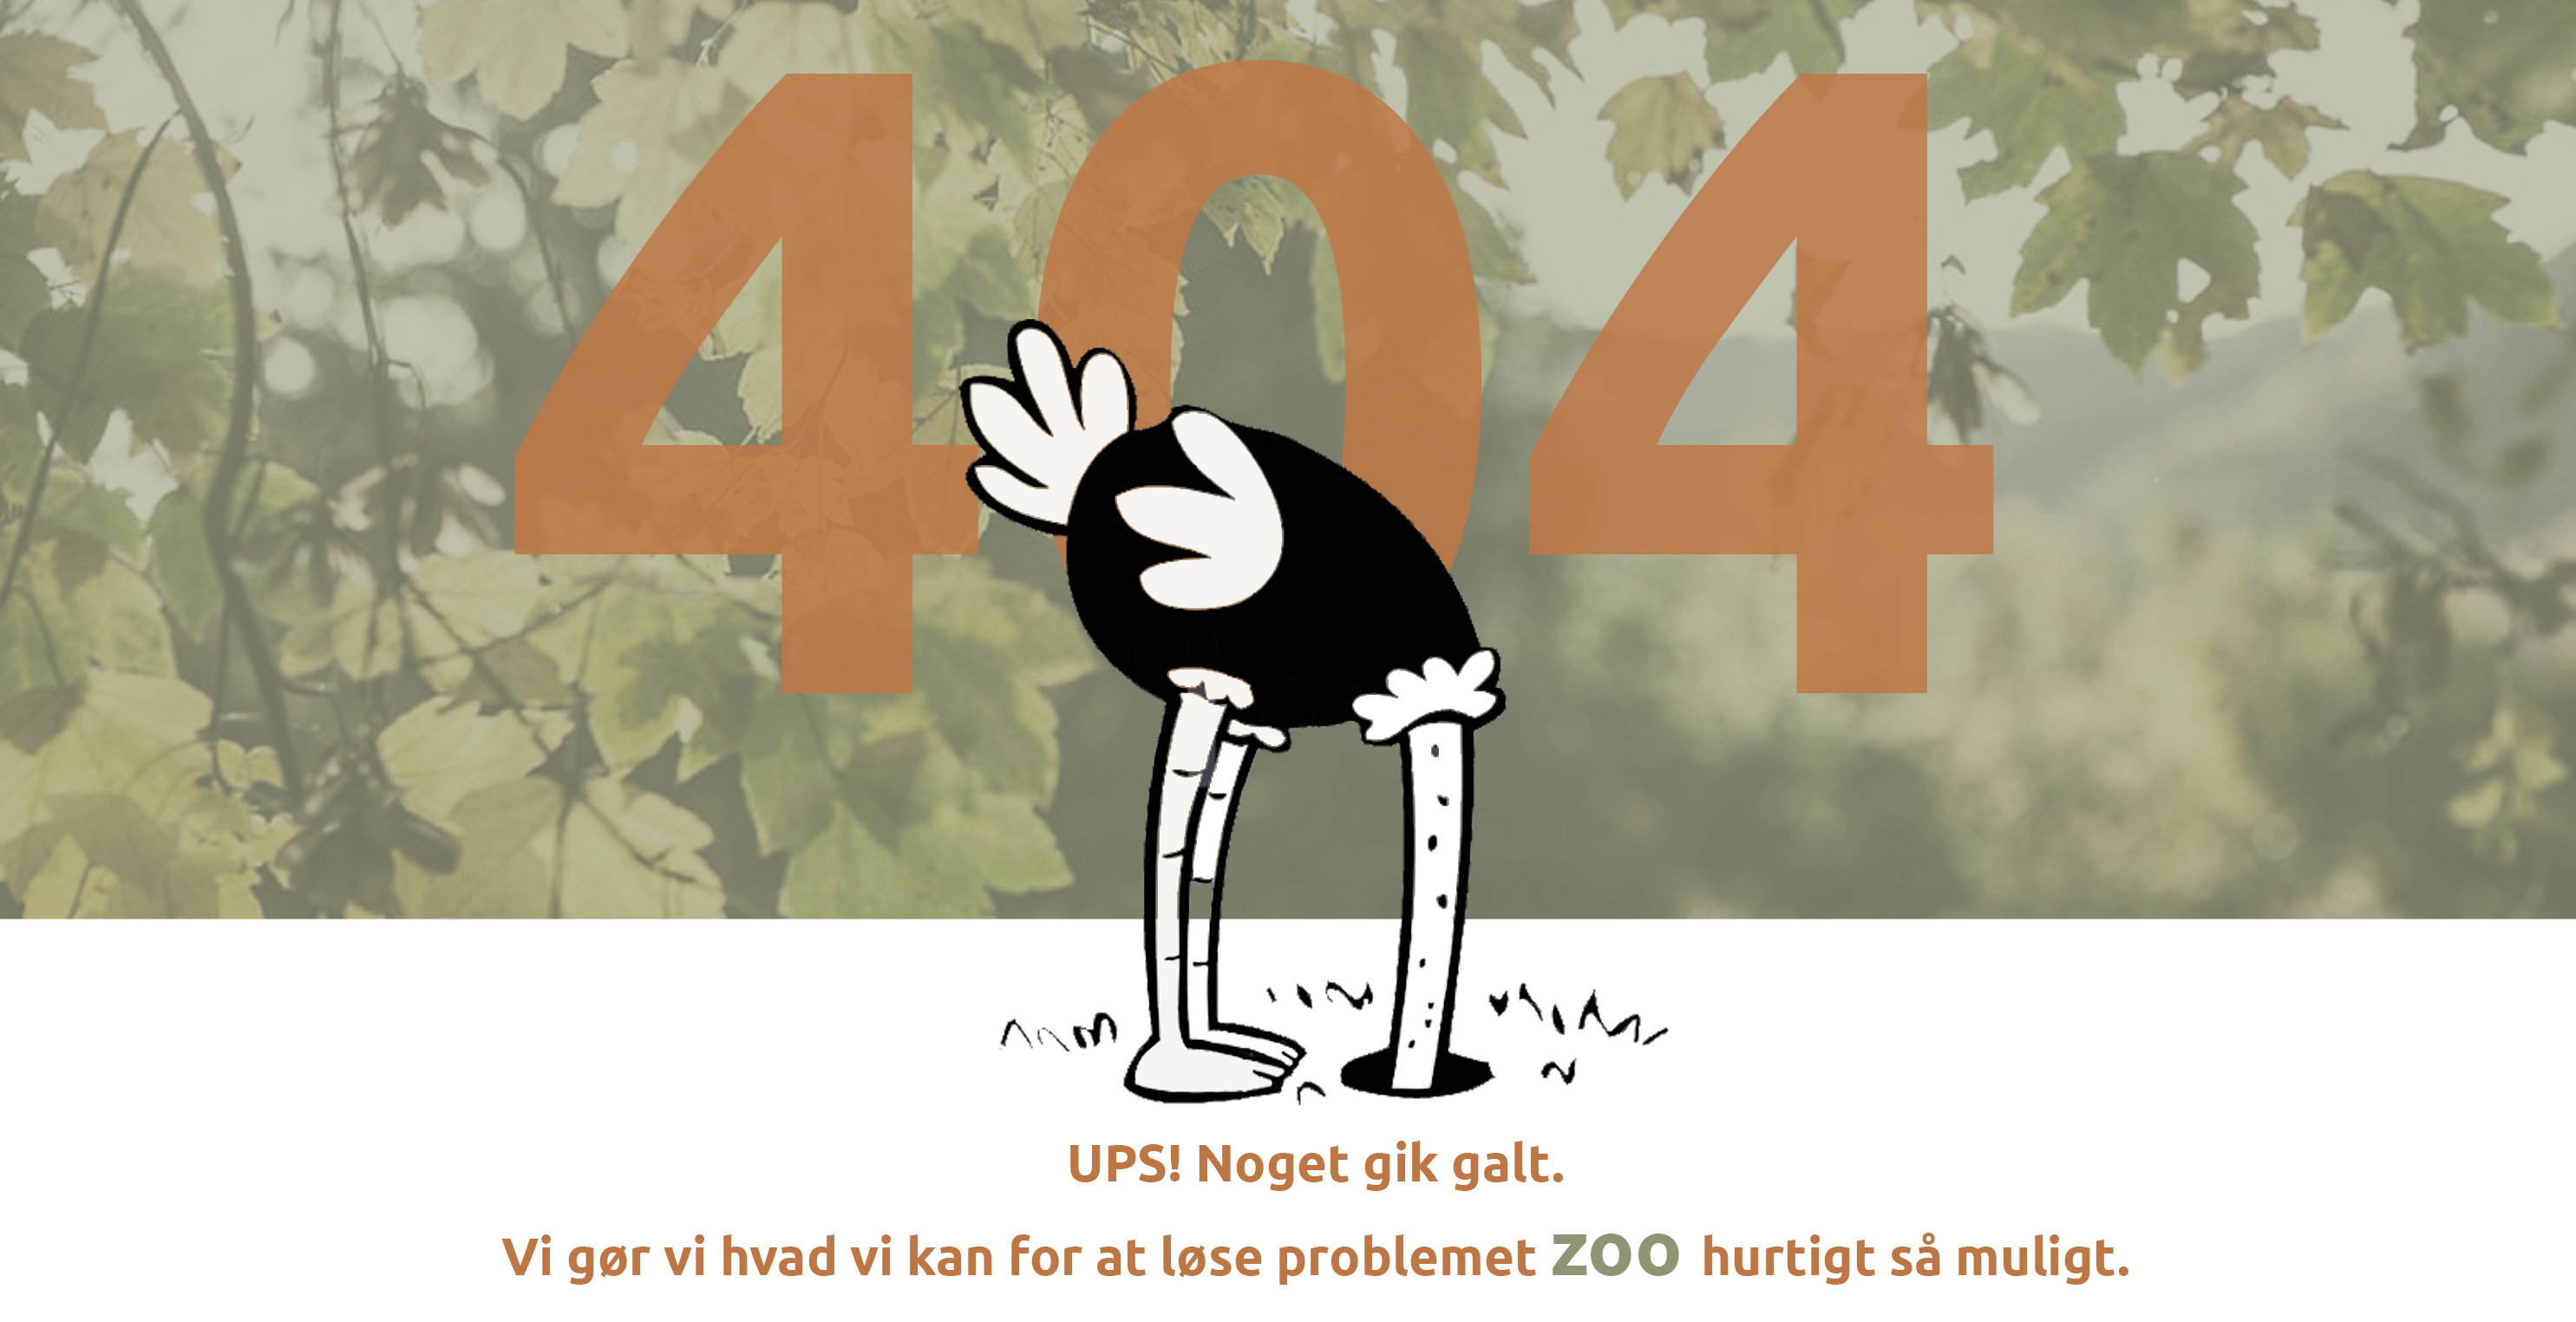 404
UPS! Noget gik galt.
Vi gør vi hvad vi kan for at løse problemet ZOO hurtigt så muligt.